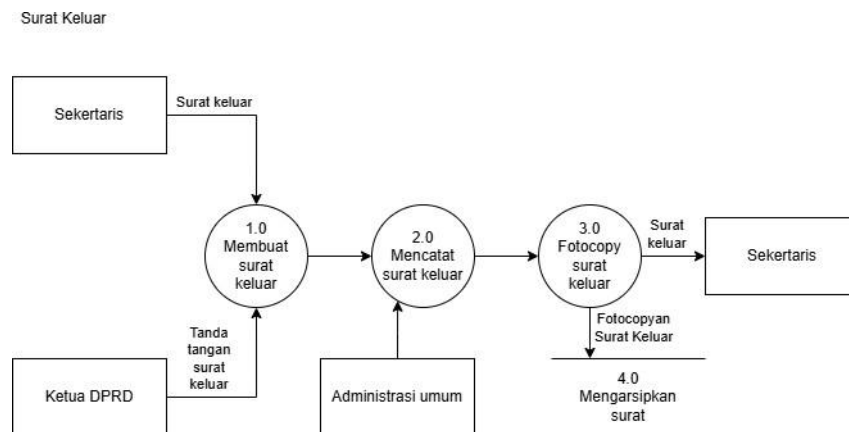 Surat Keluar
Sekertaris
Surat keluar
1.0
Membuat
surat
keluar
2.0
Mencatat
surat keluar
3.0
Fotocopy
surat
keluar
Surat
keluar
Sekertaris
Tanda
tangan
surat
keluar
Fotocopyan
Surat Keluar
Ketua DPRD
Administrasi umum
4.0
Mengarsipkan
surat